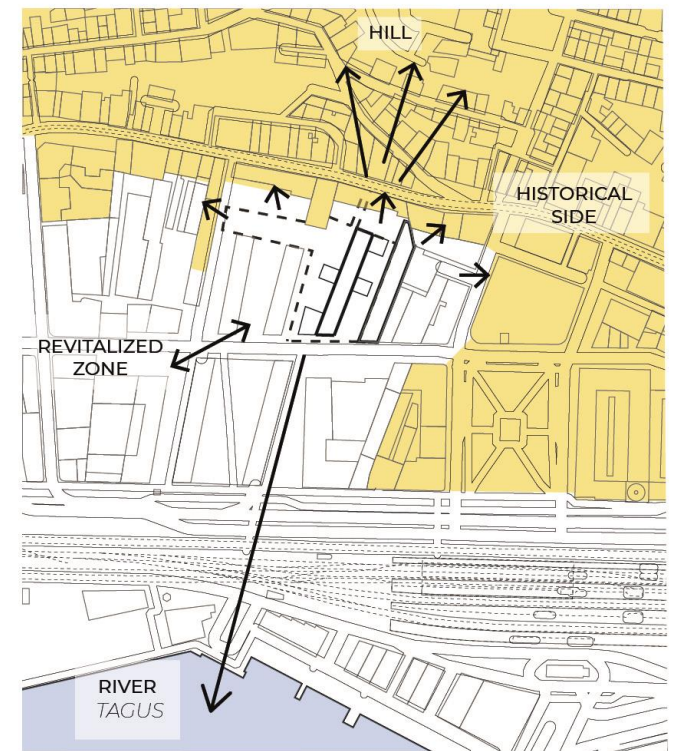 HILL
HISTORICAL
SIDE
REVITALIZED
ZONE
RIVER
TAGUS